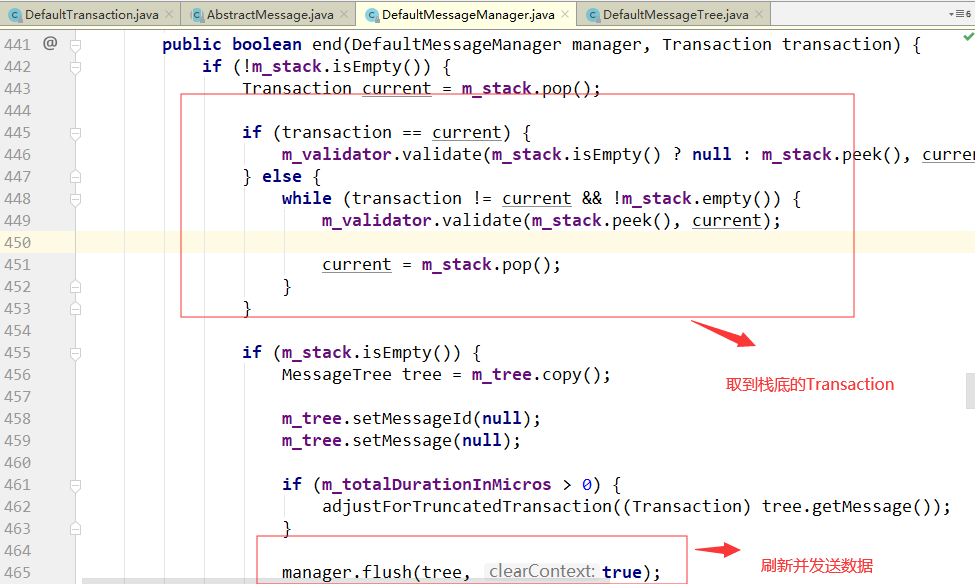 DefaultTransaction.java AbstractMessage.java DefaultMessageManager.java DefaultMessageTree.java 6
441 @ public boolean end(DefaultMessageManager manager, Transaction transaction) {
442 if (!m_stack.isEmpty()) {
443 Transaction current = m_stack.pop();
444
445 if (transaction == current) {
446 m_validator.validate(m_stack.isEmpty() ? null : m_stack.peek(), curren
447 } else {
448 while (transaction != current && !m_stack.empty()) {
449 m_validator.validate(m_stack.peek(), current);
450
451 current = m_stack.pop();
452 }
453 }
454
455 if (m_stack.isEmpty()) {
456 MessageTree tree = m_tree.copy();
取到栈底的Transaction
457
458 m_tree.setMessageId(null);
459 m_tree.setMessage(null);
460
461 if (m_totalDurationInMicros > 0) {
462 adjustForTruncatedTransaction((Transaction) tree.getMessage());
463 }
464
刷新并发送数据
465 manager.flush(tree, clearContext: true);